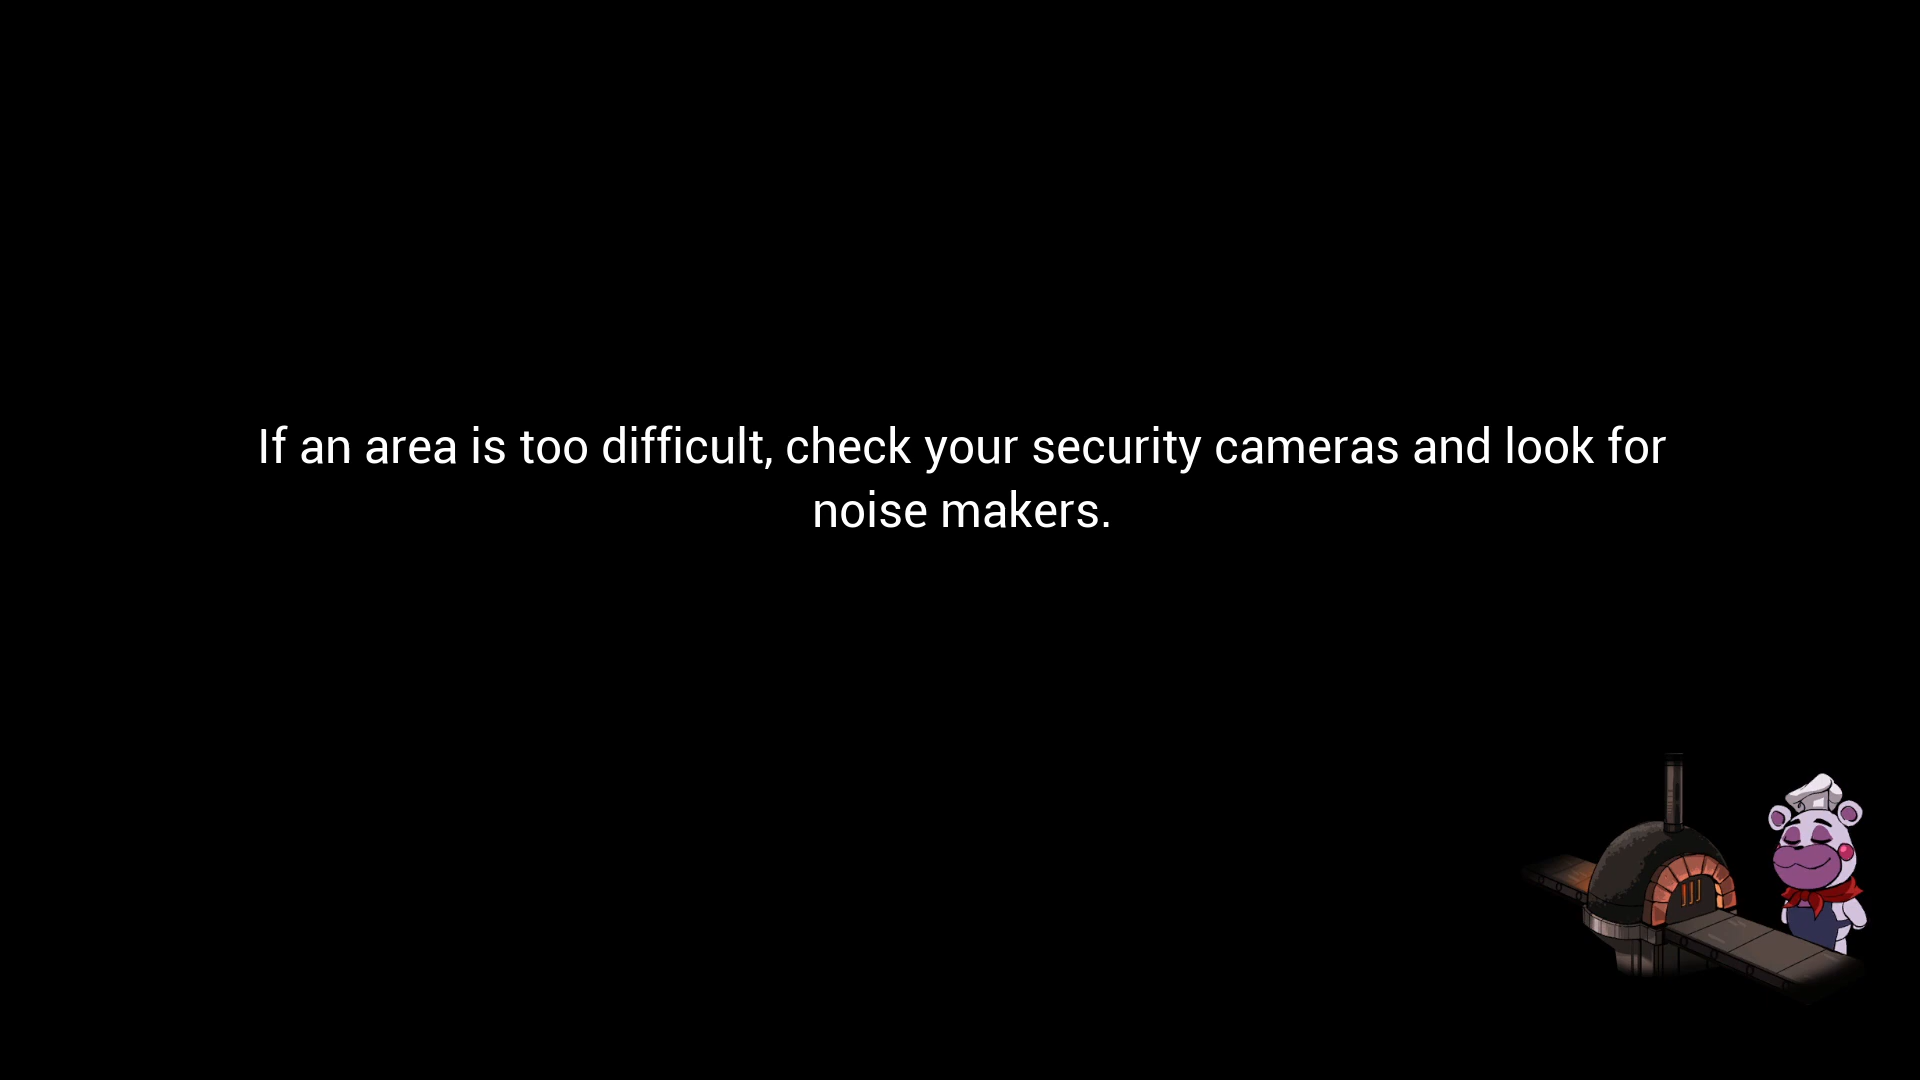 If an area is too difficult, check your security cameras and look for
noise makers.